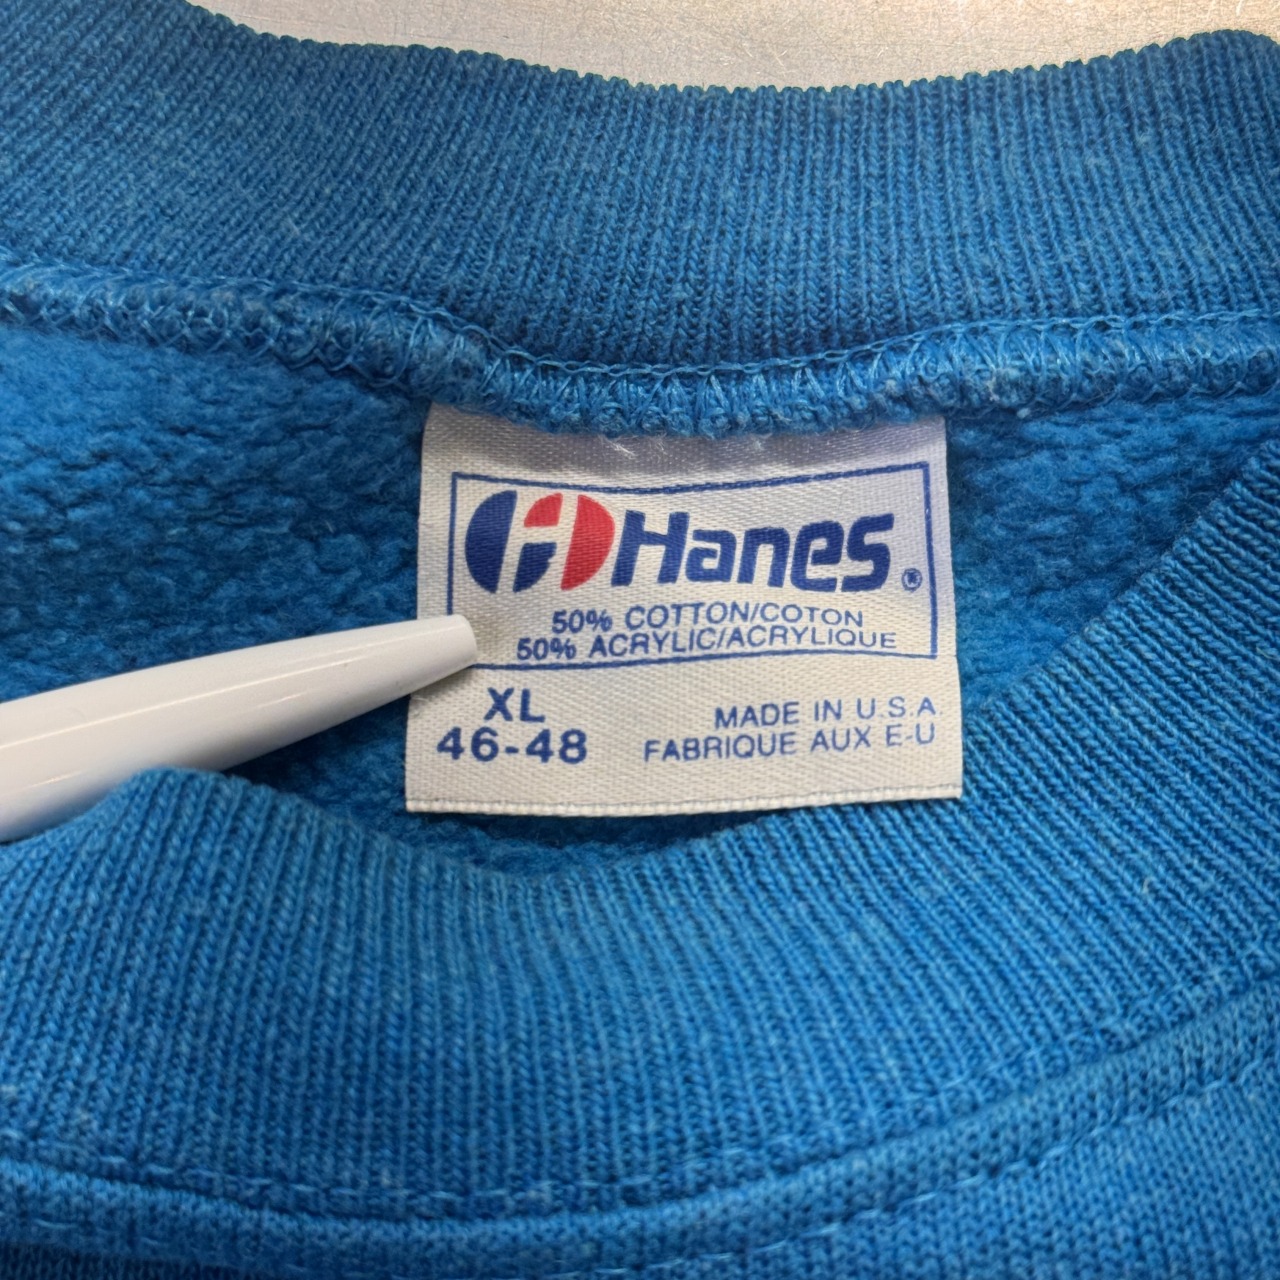 Hanes®
50% COTTON/COTON
50% ACRYLIC/ACRYLIQUE
XL
46-48
MADE IN U.S.A
FABRIQUE AUX E-U